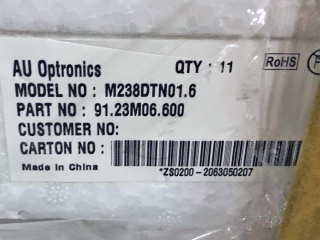 AU Optronics QTY : 11 RoHS
MODEL NO : M238DTN01.6
PART NO : 91.23M06.600
CUSTOMER NO:
CARTON NO :
Made in China *ZS0200-2063050207